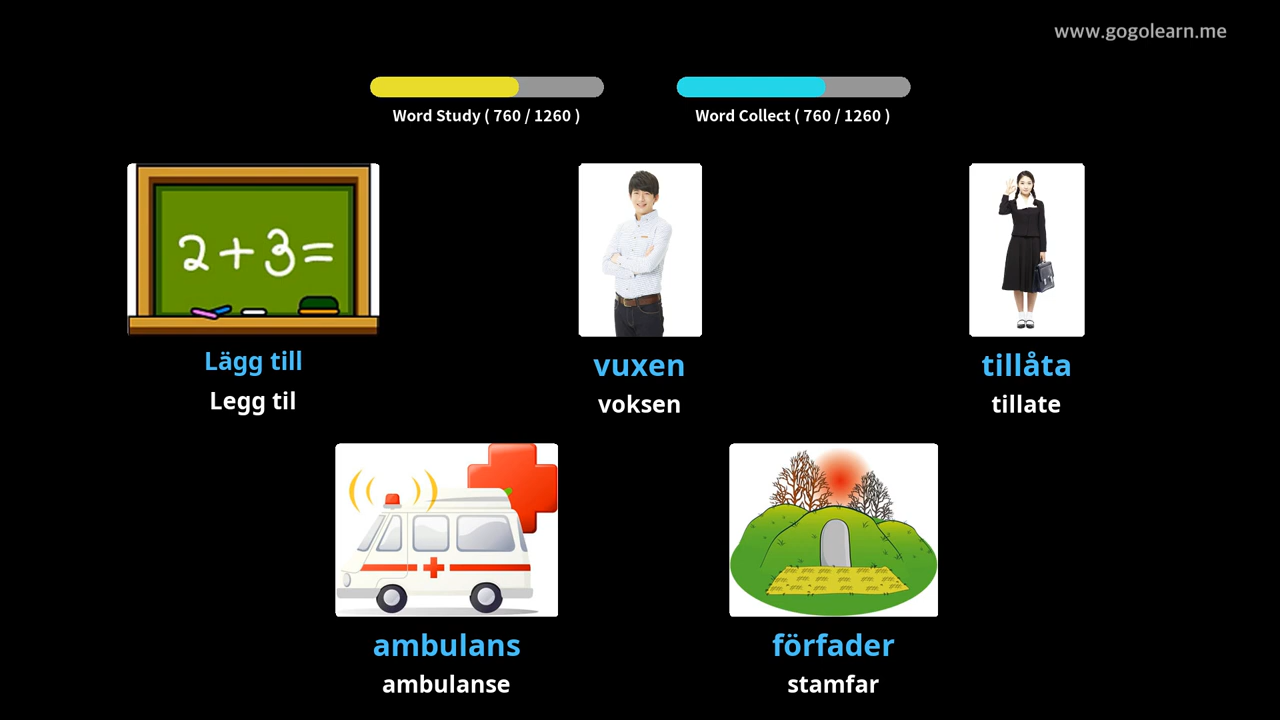 www.gogolearn.me
Word Study ( 760 / 1260 )
Word Collect ( 760 / 1260 )
2+3=
Lägg till
Legg til
vuxen
voksen
tillåta
tillate
ambulans
ambulanse
förfader
stamfar